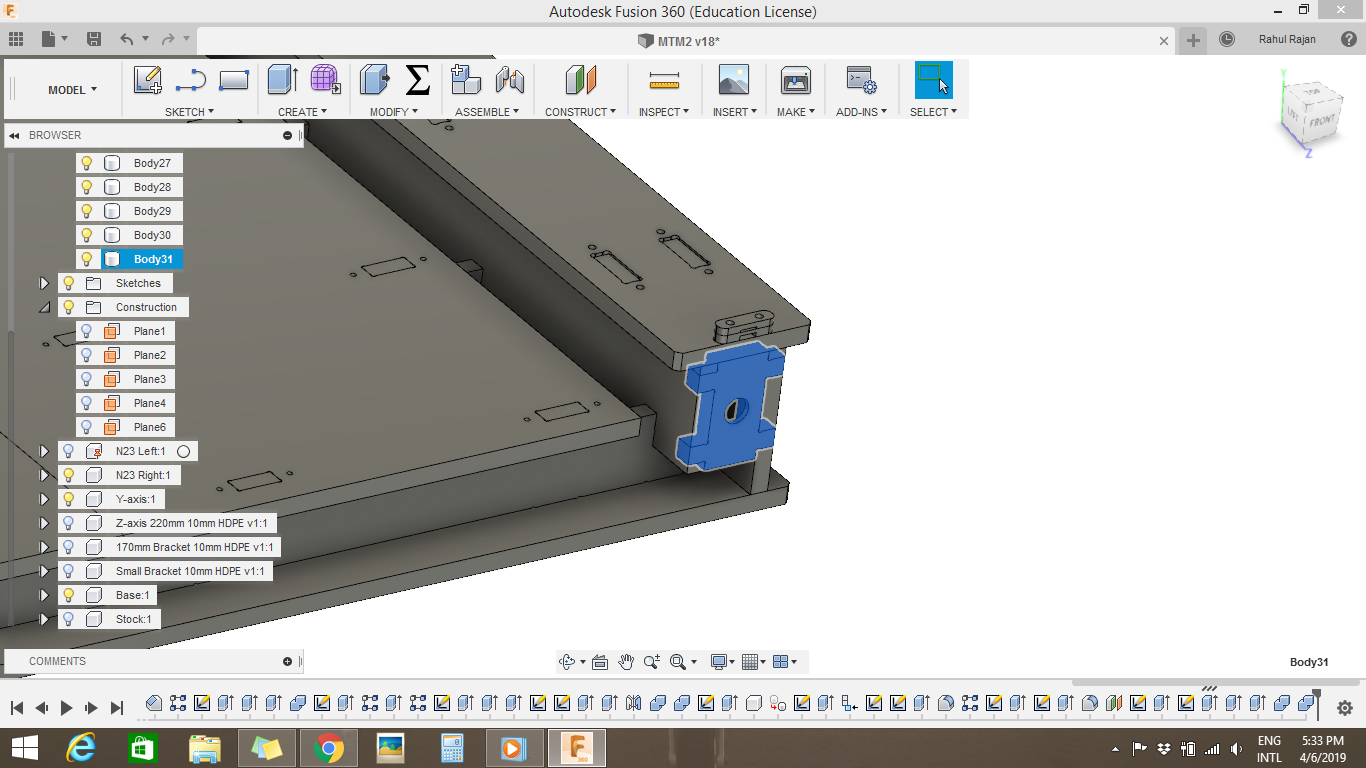 Autodesk Fusion 360 (Education License)
MTM2 v18*
Rahul Rajan
MODEL
SKETCH
CREATE
MODIFY
ASSEMBLE
CONSTRUCT
INSPECT
INSERT
MAKE
ADD-INS
SELECT
Y
TOP
LEFT
FRONT
Z
BROWSER
Body27
Body28
Body29
Body30
Body31
Sketches
Construction
Plane1
Plane2
Plane3
Plane4
Plane6
N23 Left:1
N23 Right:1
Y-axis:1
Z-axis 220mm 10mm HDPE v1:1
170mm Bracket 10mm HDPE v1:1
Small Bracket 10mm HDPE v1:1
Base:1
Stock:1
COMMENTS
Body31
ENG
INTL
5:33 PM
4/6/2019